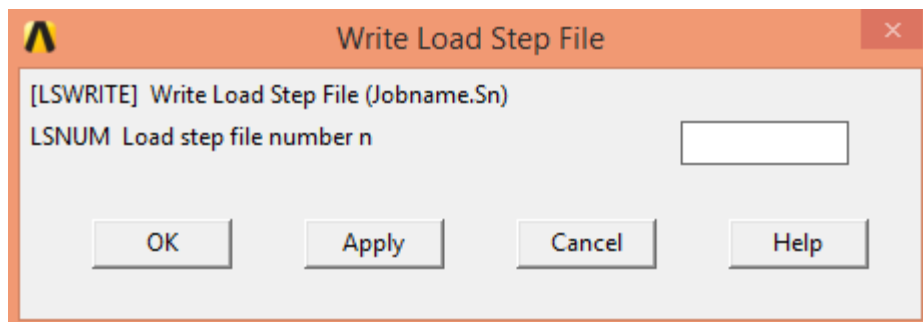 Write Load Step File
[LSWRITE] Write Load Step File (Jobname.Sn)
LSNUM Load step file number n
OK Apply Cancel Help